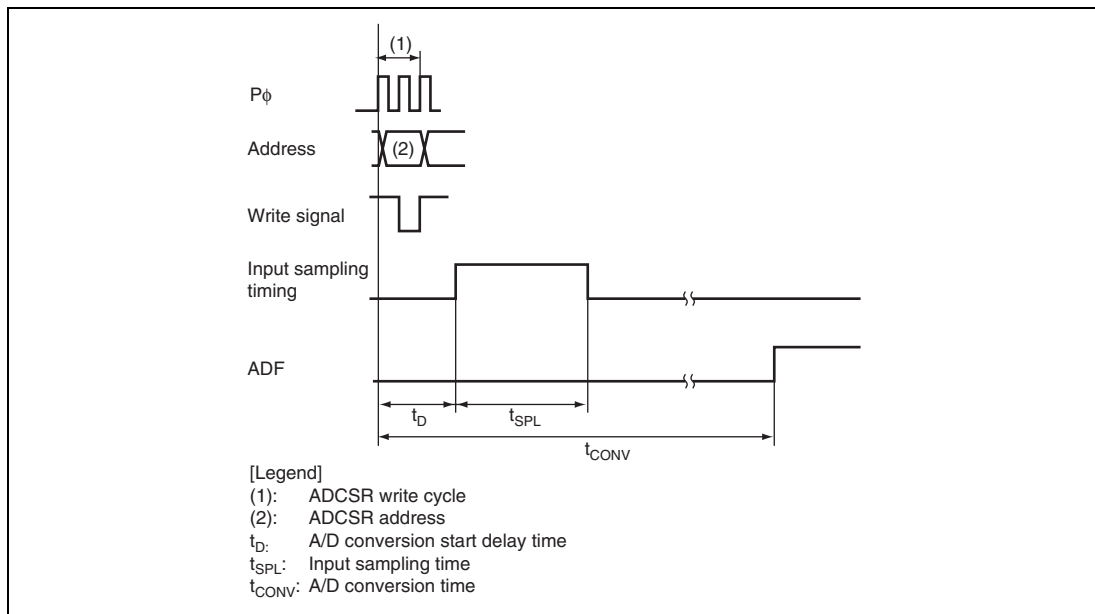 (1)
Pϕ
Address
(2)
Write signal
Input sampling
timing
ADF
tD
tSPL
tCONV
[Legend]
(1): ADCSR write cycle
(2): ADCSR address
tD: A/D conversion start delay time
tSPL: Input sampling time
tCONV: A/D conversion time